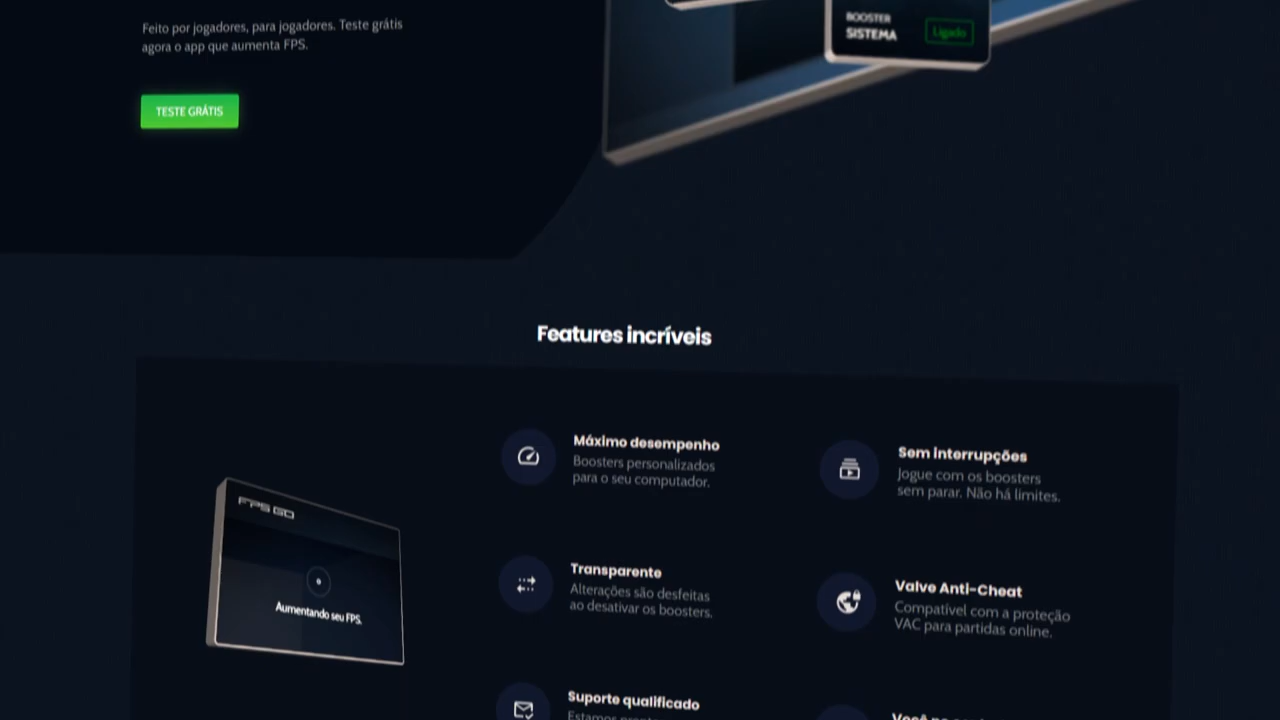 Feito por jogadores, para jogadores. Teste grátis
agora o app que aumenta FPS.
TESTE GRÁTIS
BOOSTER
SISTEMA
Ligado
Features incríveis
Máximo desempenho
Boosters personalizados
para o seu computador.
Sem interrupções
Jogue com os boosters
sem parar. Não há limites.
FPS GO
Aumentando seu FPS.
Transparente
Alterações são desfeitas
ao desativar os boosters.
Valve Anti-Cheat
Compatível com a proteção
VAC para partidas online.
Suporte qualificado
Estamos
Você